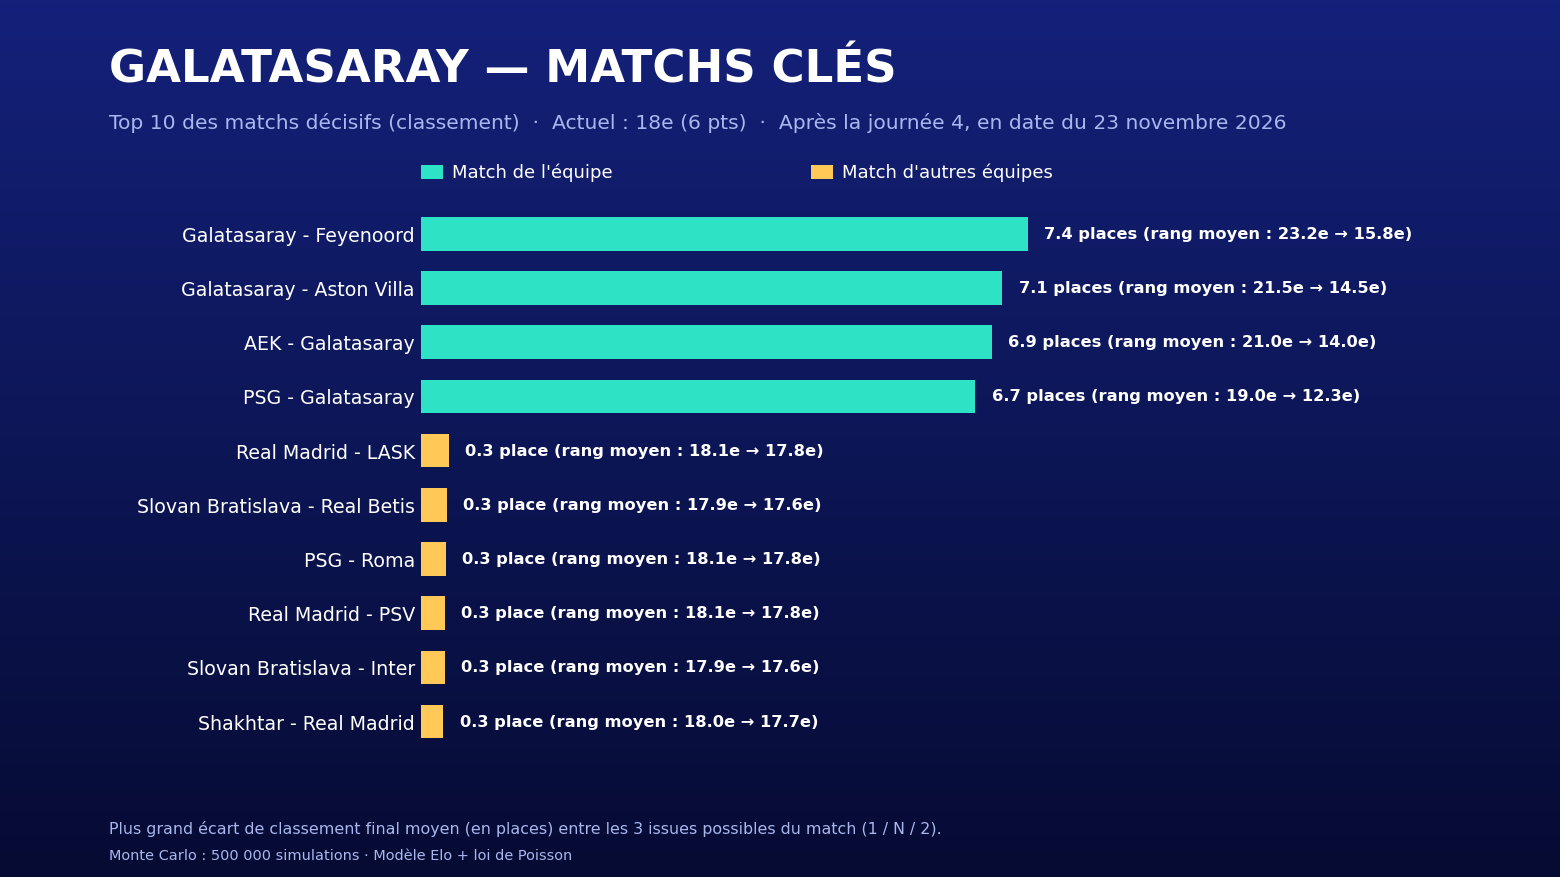 GALATASARAY — MATCHS CLÉS
Top 10 des matchs décisifs (classement) · Actuel : 18e (6 pts) · Après la journée 4, en date du 23 novembre 2026
Match de l'équipe
Match d'autres équipes
Galatasaray - Feyenoord 7.4 places (rang moyen : 23.2e → 15.8e)
Galatasaray - Aston Villa 7.1 places (rang moyen : 21.5e → 14.5e)
AEK - Galatasaray 6.9 places (rang moyen : 21.0e → 14.0e)
PSG - Galatasaray 6.7 places (rang moyen : 19.0e → 12.3e)
Real Madrid - LASK 0.3 place (rang moyen : 18.1e → 17.8e)
Slovan Bratislava - Real Betis 0.3 place (rang moyen : 17.9e → 17.6e)
PSG - Roma 0.3 place (rang moyen : 18.1e → 17.8e)
Real Madrid - PSV 0.3 place (rang moyen : 18.1e → 17.8e)
Slovan Bratislava - Inter 0.3 place (rang moyen : 17.9e → 17.6e)
Shakhtar - Real Madrid 0.3 place (rang moyen : 18.0e → 17.7e)
Plus grand écart de classement final moyen (en places) entre les 3 issues possibles du match (1 / N / 2).
Monte Carlo : 500 000 simulations · Modèle Elo + loi de Poisson